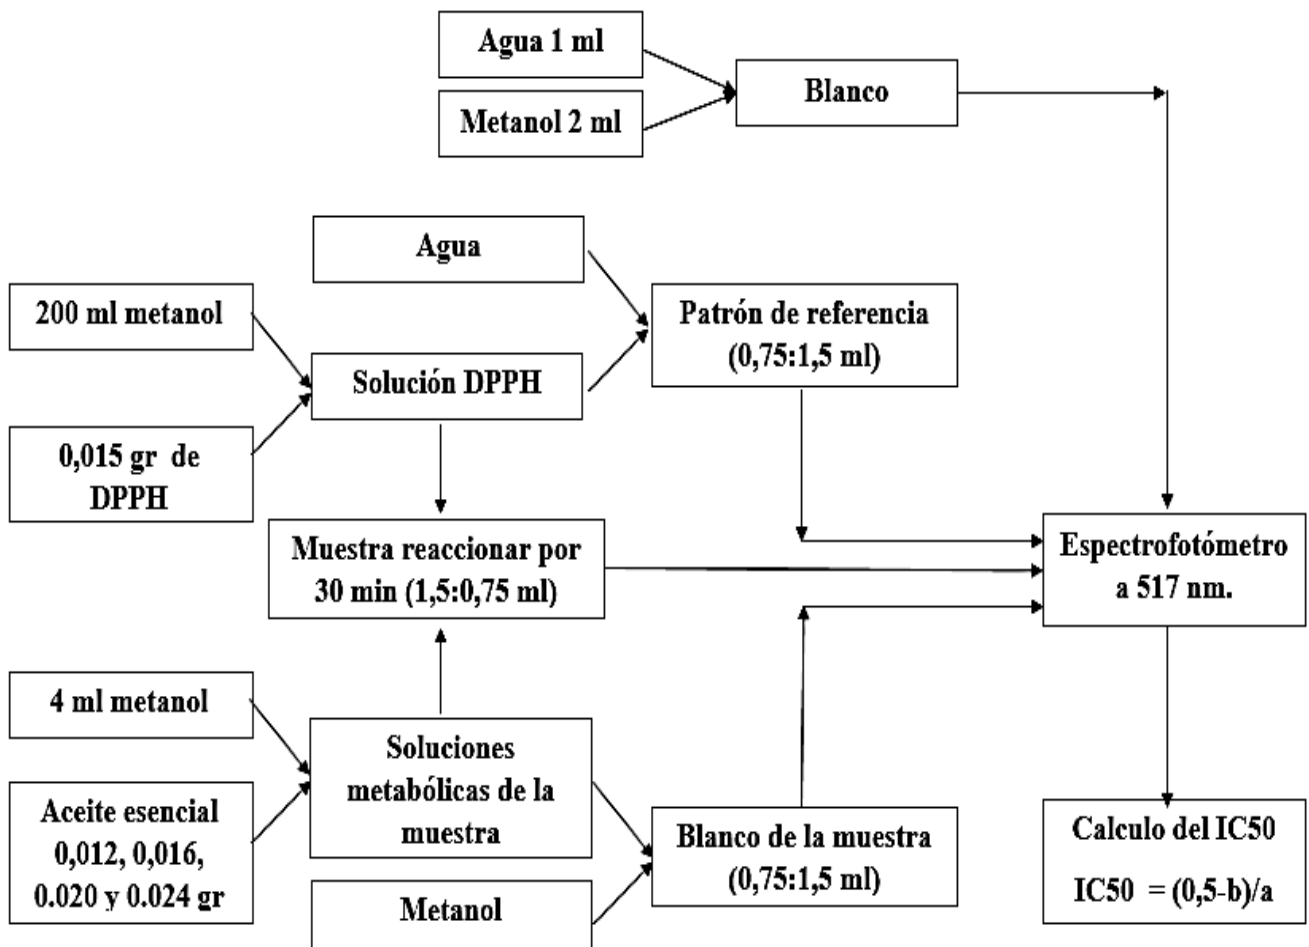 Agua 1 ml
Metanol 2 ml
Blanco
Agua
200 ml metanol
Solución DPPH
0,015 gr de
DPPH
Patrón de referencia
(0,75:1,5 ml)
Muestra reaccionar por
30 min (1,5:0,75 ml)
Espectrofotómetro
a 517 nm.
4 ml metanol
Aceite esencial
0,012, 0,016,
0.020 y 0.024 gr
Soluciones
metabólicas de la
muestra
Metanol
Blanco de la muestra
(0,75:1,5 ml)
Calculo del IC50
IC50 = (0,5-b)/a